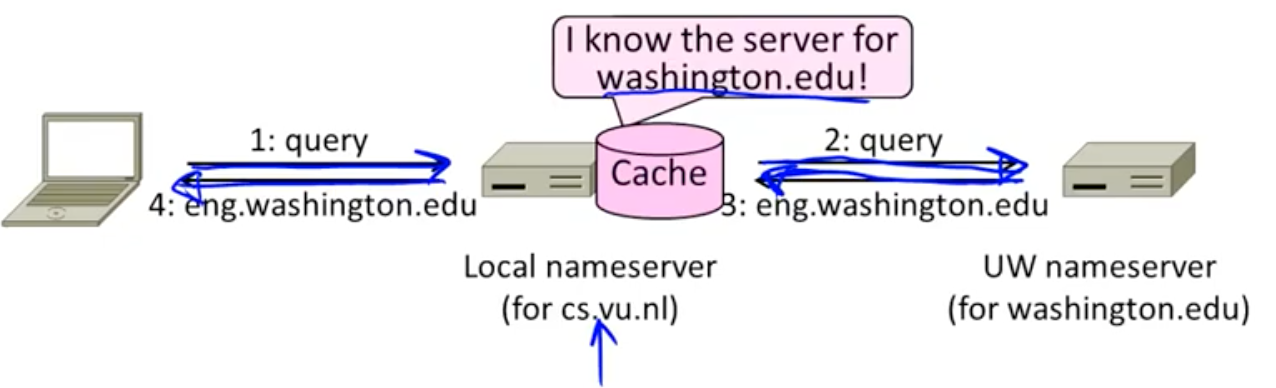 I know the server for
washington.edu!
1: query
2: query
Cache
4: eng.washington.edu
3: eng.washington.edu
Local nameserver
(for cs.vu.nl)
UW nameserver
(for washington.edu)